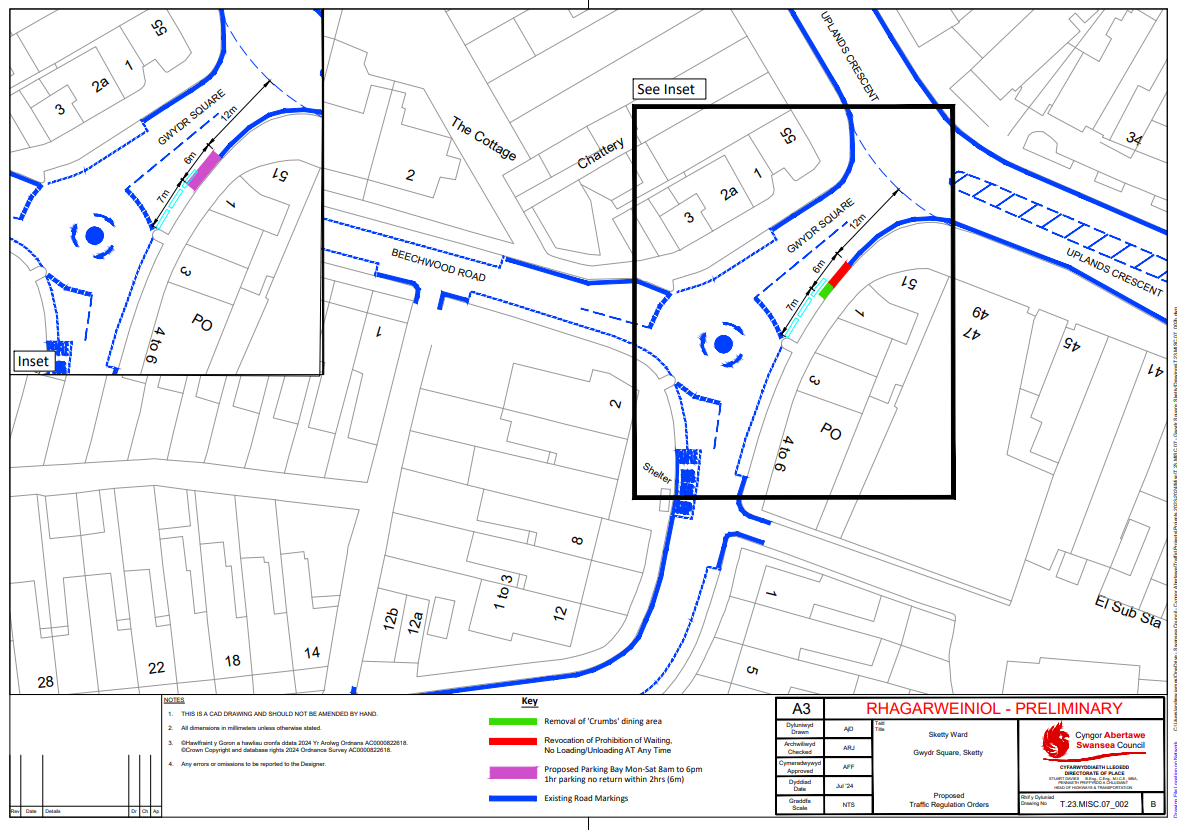 55
1
2a
3
GWYDR SQUARE
12m
6m
7m
51
1
3
PO
4 to 6
Inset
The Cottage
Chattery
2
BEECHWOOD ROAD
1
See Inset
UPLANDS CRESCENT
34
55
1
2a
3
GWYDR SQUARE
12m
6m
7m
51
1
3
PO
4 to 6
UPLANDS CRESCENT
49
47
45
41
2
Shelter
8
1 to 3
12
12b
12a
1
5
El Sub Sta
28
22
18
14
NOTES
1. THIS IS A CAD DRAWING AND SHOULD NOT BE AMENDED BY HAND.
2. All dimensions in millimeters unless otherwise stated.
3. ©Hawlfraint y Goron a hawliau cronfa ddata 2024 Yr Arolwg Ordnans AC0000822618.
©Crown Copyright and database rights 2024 Ordnance Survey AC0000822618.
4. Any errors or omissions to be reported to the Designer.
Rev Date Details Dr Ch Ap
Key
Removal of 'Crumbs' dining area
Revocation of Prohibition of Waiting,
No Loading/Unloading AT Any Time
Proposed Parking Bay Mon-Sat 8am to 6pm
1hr parking no return within 2hrs (6m)
Existing Road Markings
A3
RHAGARWEINIOL - PRELIMINARY
Dyluniwyd
Drawn
AjD
Archwiliwyd
Checked
ARJ
Cymeradwywyd
Approved
AFF
Dyddiad
Date
Jul '24
Graddfa
Scale
NTS
Teitl
Title
Sketty Ward
Gwydr Square, Sketty
Proposed
Traffic Regulation Orders
Cyngor Abertawe
Swansea Council
CYFARWYDDIAETH LLEOEDD
DIRECTORATE OF PLACE
HEAD OF HIGHWAYS & TRANSPORTATION
Rhif y Dyluniad
Drawing No
T.23.MISC.07_002
B